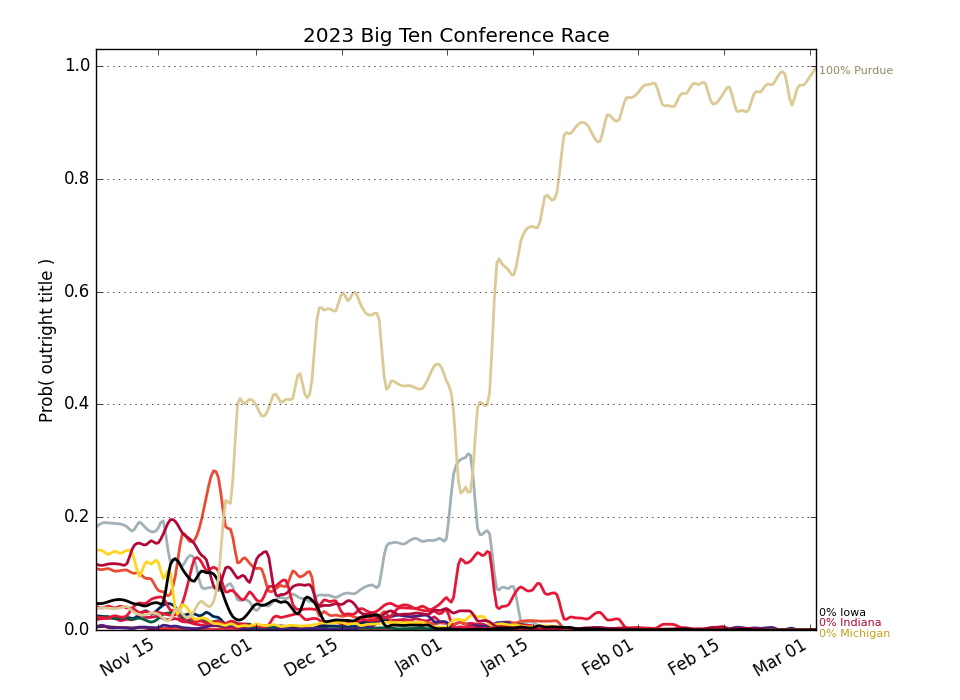 2023 Big Ten Conference Race
Prob( outright title )
1.0
0.8
0.6
0.4
0.2
0.0
100% Purdue
0% Iowa
0% Indiana
0% Michigan
Nov 15
Dec 01
Dec 15
Jan 01
Jan 15
Feb 01
Feb 15
Mar 01